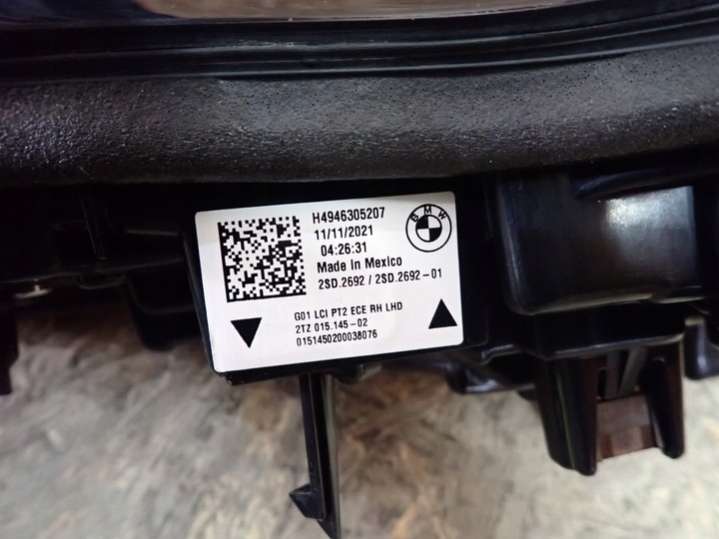 H4946305207
11/11/2021
04:26:31
Made in Mexico
2SD.2692 / 2SD.2692-01
BMW
G01 LCI PT2 ECE RH LHD
2TZ 015.145-02
0151450200038076